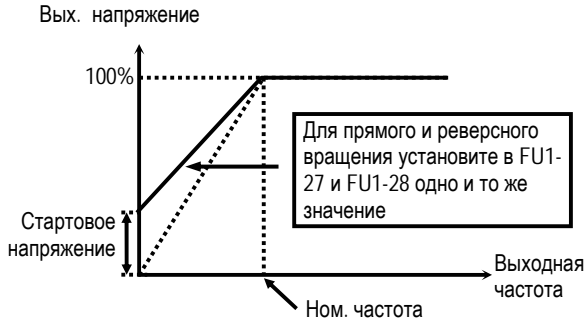 Вых. напряжение
100%
Для прямого и реверсного
вращения установите в FU1-
27 и FU1-28 одно и то же
значение
Стартовое
напряжение
Выходная
частота
Ном. частота